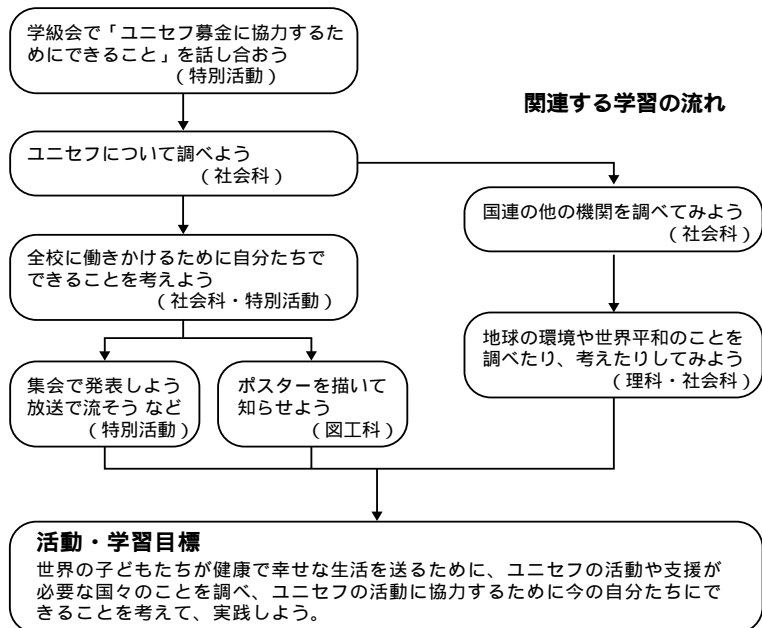 学級会で「ユニセフ募金に協力するた
めにできること」を話し合おう
（特別活動）
関連する学習の流れ
ユニセフについて調べよう
（社会科）
国連の他の機関を調べてみよう
（社会科）
全校に働きかけるために自分たちで
できることを考えよう
（社会科・特別活動）
地球の環境や世界平和のことを
調べたり、考えたりしてみよう
（理科・社会科）
集会で発表しよう
放送で流そう など
（特別活動）
ポスターを描いて
知らせよう
（図工科）
活動・学習目標
世界の子どもたちが健康で幸せな生活を送るために、ユニセフの活動や支援が
必要な国々のことを調べ、ユニセフの活動に協力するために今の自分たちにで
きることを考えて、実践しよう。